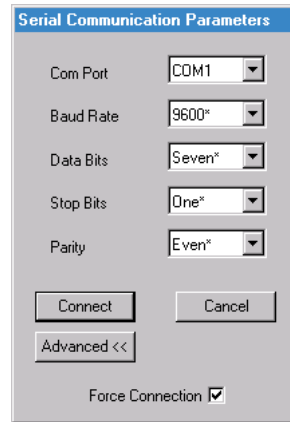 Serial Communication Parameters
Com Port COM1
Baud Rate 9600*
Data Bits Seven*
Stop Bits One*
Parity Even*
Connect Cancel
Advanced <<
Force Connection